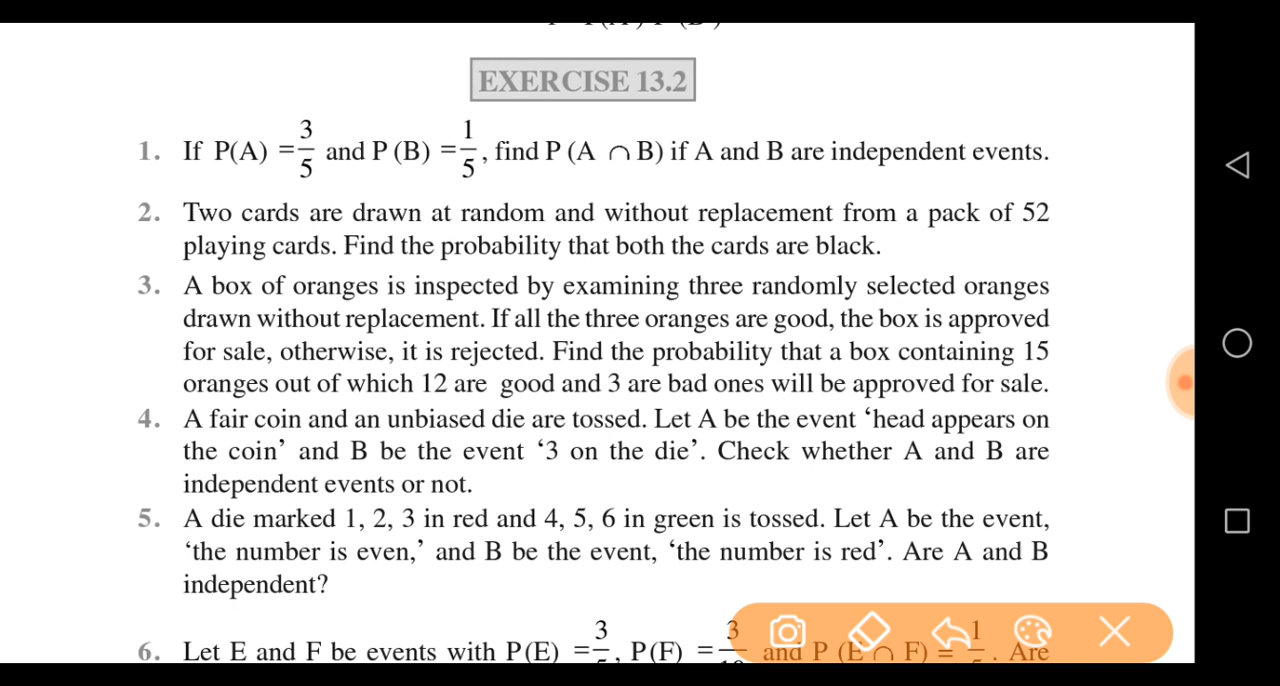 EXERCISE 13.2
1. If P(A) = 3/5 and P (B) = 1/5, find P (A ∩ B) if A and B are independent events.
2. Two cards are drawn at random and without replacement from a pack of 52
playing cards. Find the probability that both the cards are black.
3. A box of oranges is inspected by examining three randomly selected oranges
drawn without replacement. If all the three oranges are good, the box is approved
for sale, otherwise, it is rejected. Find the probability that a box containing 15
oranges out of which 12 are good and 3 are bad ones will be approved for sale.
4. A fair coin and an unbiased die are tossed. Let A be the event ‘head appears on
the coin’ and B be the event ‘3 on the die’. Check whether A and B are
independent events or not.
5. A die marked 1, 2, 3 in red and 4, 5, 6 in green is tossed. Let A be the event,
‘the number is even,’ and B be the event, ‘the number is red’. Are A and B
independent?
6. Let E and F be events with P(E) = 3/, P(F) = 3/ and P (E ∩ F) = 1/. Are